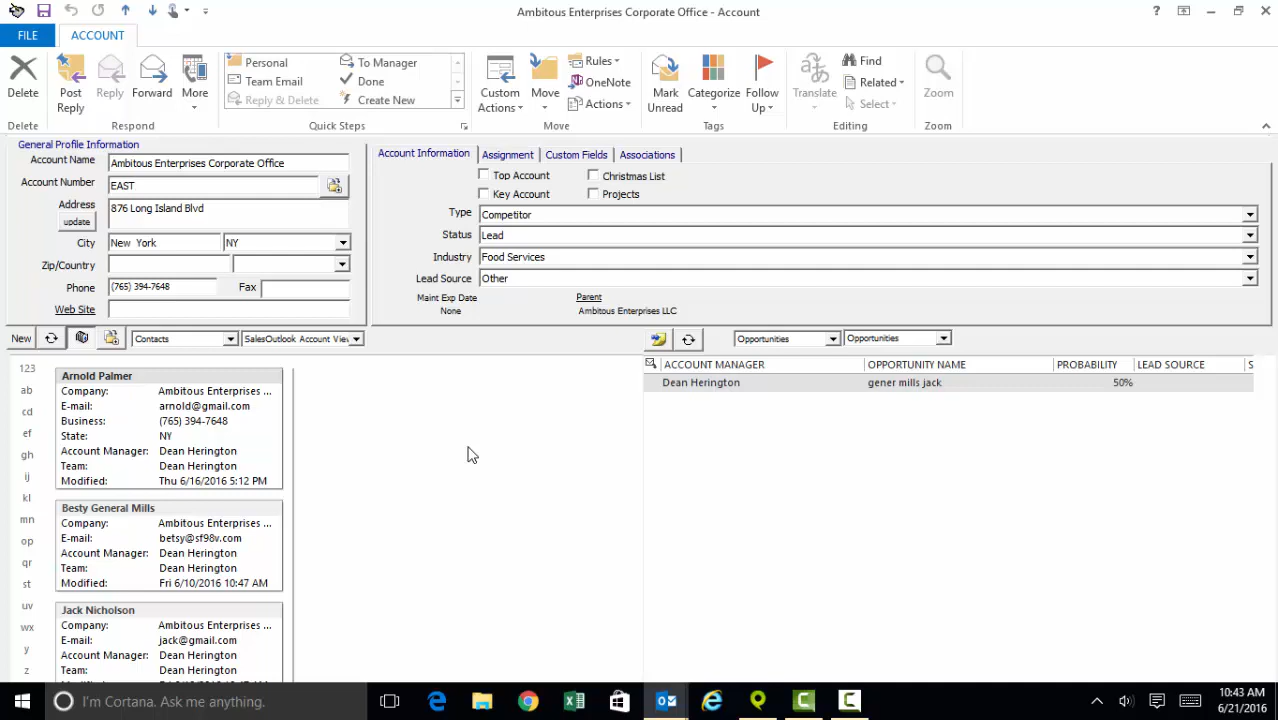 Ambitous Enterprises Corporate Office - Account
?
FILE
ACCOUNT
Delete
Post Reply
Reply
Forward
More
Personal
Team Email
Reply & Delete
To Manager
Done
Create New
Custom Actions
Move
Rules
OneNote
Actions
Mark Unread
Categorize
Follow Up
Translate
Find
Related
Select
Zoom
Delete
Respond
Quick Steps
Move
Tags
Editing
Zoom
General Profile Information
Account Name
Ambitous Enterprises Corporate Office
Account Number
EAST
Address
876 Long Island Blvd
update
City
New York
NY
Zip/Country
Phone
(765) 394-7648
Fax
Web Site
Account Information
Assignment
Custom Fields
Associations
Top Account
Christmas List
Key Account
Projects
Type
Competitor
Status
Lead
Industry
Food Services
Lead Source
Other
Maint Exp Date
Parent
None
Ambitous Enterprises LLC
New
Contacts
SalesOutlook Account View
Opportunities
Opportunities
123
ab
cd
ef
gh
ij
kl
mn
op
qr
st
uv
wx
y
z
Arnold Palmer
Company: Ambitous Enterprises ...
E-mail: arnold@gmail.com
Business: (765) 394-7648
State: NY
Account Manager: Dean Herington
Team: Dean Herington
Modified: Thu 6/16/2016 5:12 PM
Besty General Mills
Company: Ambitous Enterprises ...
E-mail: betsy@sf98v.com
Account Manager: Dean Herington
Team: Dean Herington
Modified: Fri 6/10/2016 10:47 AM
Jack Nicholson
Company: Ambitous Enterprises ...
E-mail: jack@gmail.com
Account Manager: Dean Herington
Team: Dean Herington
ACCOUNT MANAGER OPPORTUNITY NAME PROBABILITY LEAD SOURCE S
Dean Herington gener mills jack 50%
I'm Cortana. Ask me anything.
10:43 AM
6/21/2016